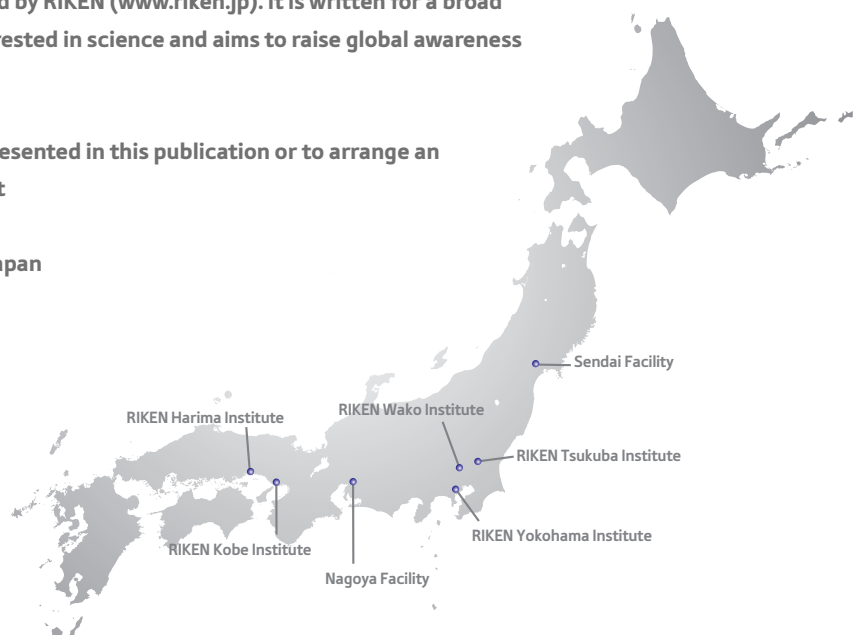 d by RIKEN (www.riken.jp). It is written for a broad
rested in science and aims to raise global awareness
esented in this publication or to arrange an
t
apan
Sendai Facility
RIKEN Harima Institute
RIKEN Wako Institute
RIKEN Tsukuba Institute
RIKEN Yokohama Institute
RIKEN Kobe Institute
Nagoya Facility